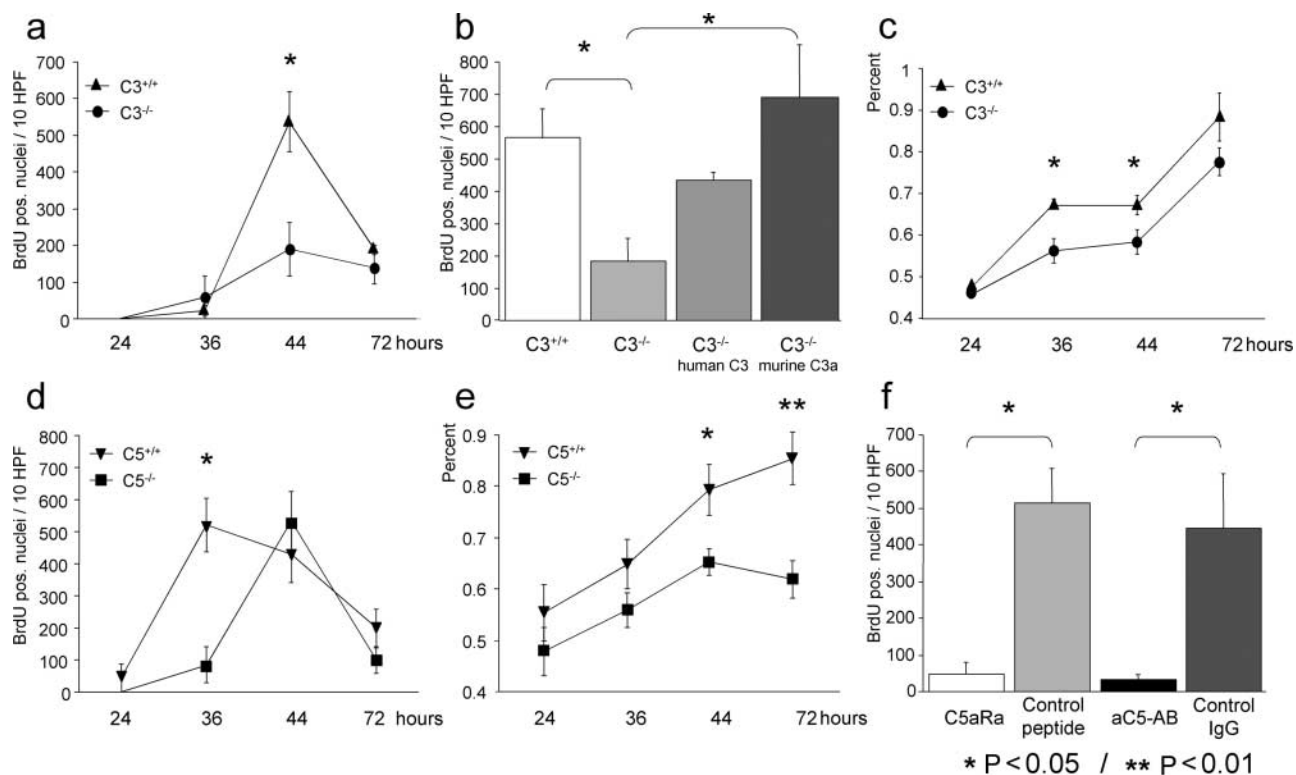 a
BrdU pos. nuclei / 10 HPF
700
600
500
400
300
200
100
0
C3+/+
C3-/-
*
24 36 44 72 hours
b
BrdU pos. nuclei / 10 HPF
800
700
600
500
400
300
200
100
0
*
*
C3+/+ C3-/- C3-/- C3-/-
human C3 murine C3a
c
Percent
1
0.9
0.8
0.7
0.6
0.5
0.4
C3+/+
C3-/-
* *
24 36 44 72 hours
d
BrdU pos. nuclei / 10 HPF
800
700
600
500
400
300
200
100
0
C5+/+
C5-/-
*
24 36 44 72 hours
e
Percent
0.9
0.8
0.7
0.6
0.5
0.4
C5+/+
C5-/-
* **
24 36 44 72 hours
f
BrdU pos. nuclei / 10 HPF
700
600
500
400
300
200
100
0
* *
C5aRa Control aC5-AB Control
peptide IgG
* P<0.05 / ** P<0.01